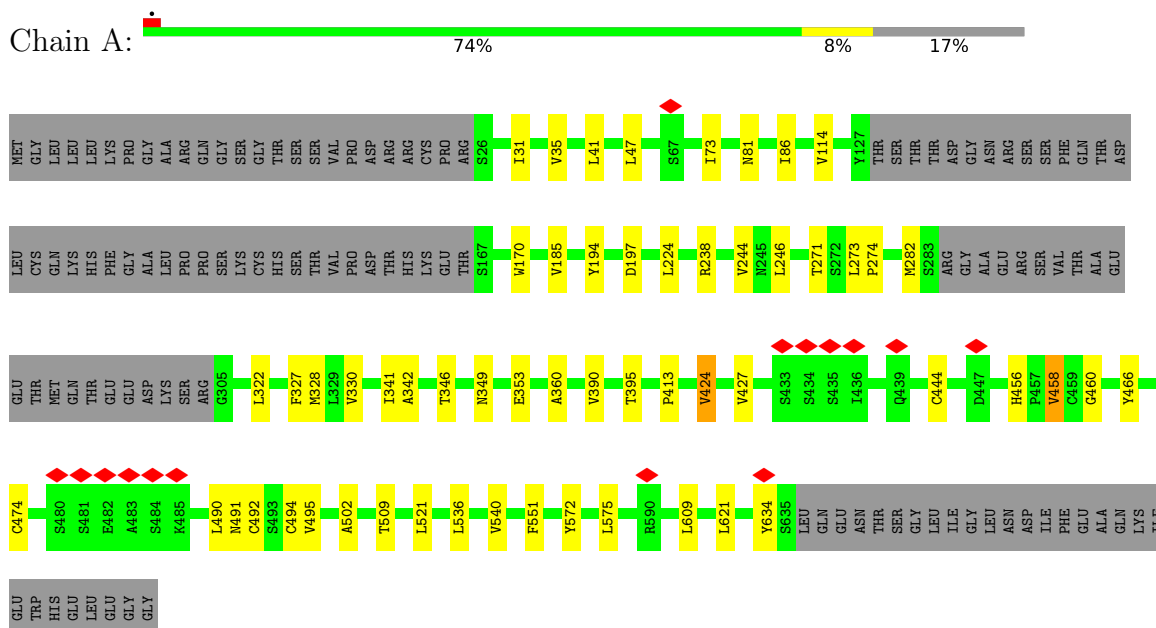 Chain A:
74% 8% 17%
MET GLY LEU LEU LEU LYS PRO GLY ALA ARG GLN GLY SER GLY THR SER SER VAL PRO ASP ARG ARG CYS PRO ARG S26 I31 V35 L41 L47 S67 I73 N81 I86 V114 Y127 THR SER THR THR ASP GLY ASN ARG SER SER PHE GLN THR ASP
LEU CYS GLN LYS HIS PHE GLY ALA LEU PRO PRO SER LYS CYS HIS SER THR VAL PRO ASP THR HIS LYS GLU THR S167 W170 V185 Y194 D197 L224 R238 V244 N245 L246 T271 S272 L273 P274 M282 S283 ARG GLY ALA GLU ARG SER VAL THR ALA GLU
GLU THR MET GLN THR GLU GLU ASP LYS SER ARG G305 L322 F327 M328 L329 V330 I341 A342 T346 N349 E353 A360 V390 T395 P413 V424 V427 E433 S434 S435 I436 Q439 C444 D447 H456 P457 V458 C459 G460 Y466
C474 S480 S481 E482 A483 S484 K485 L490 N491 C492 S493 C494 V495 A502 T509 L521 L536 V540 F551 Y572 L575 R590 L609 L621 Y634 S635 LEU GLN GLU ASN THR SER GLY LEU ILE GLY LEU ASN ASP ILE PHE GLU ALA GLN LYS ILE
GLU TRP HIS GLU LEU GLU GLY GLY